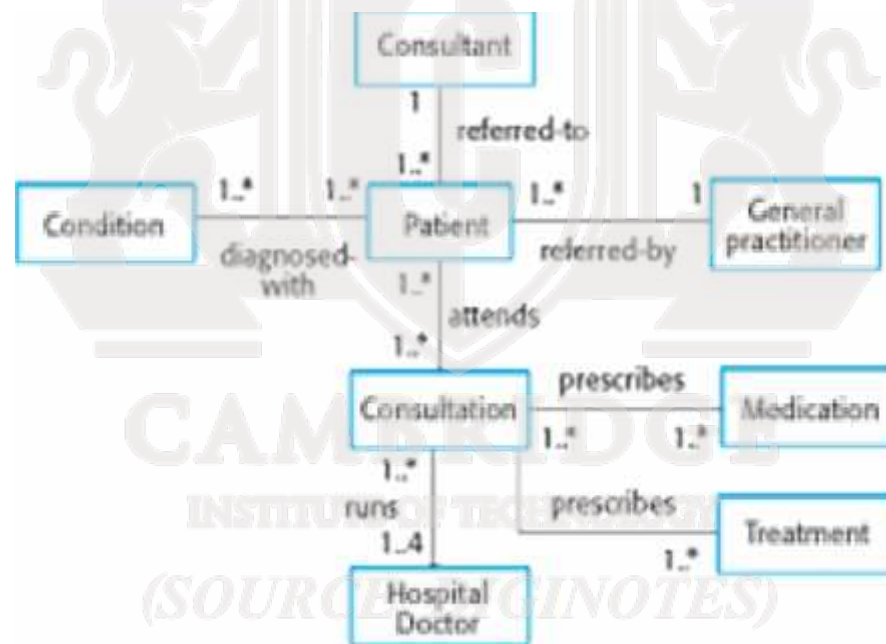 Consultant
1
referred-to
1..*
1..*
1..*
1..*
1
Condition
Patient
General
practitioner
diagnosed-
with
referred-by
1..*
attends
1..*
Consultation
prescribes
Medication
1..*
1..*
1..*
runs
prescribes
Treatment
1..4
1..*
Hospital
Doctor
CAMBRIDGE
INSTITUTE OF TECHNOLOGY